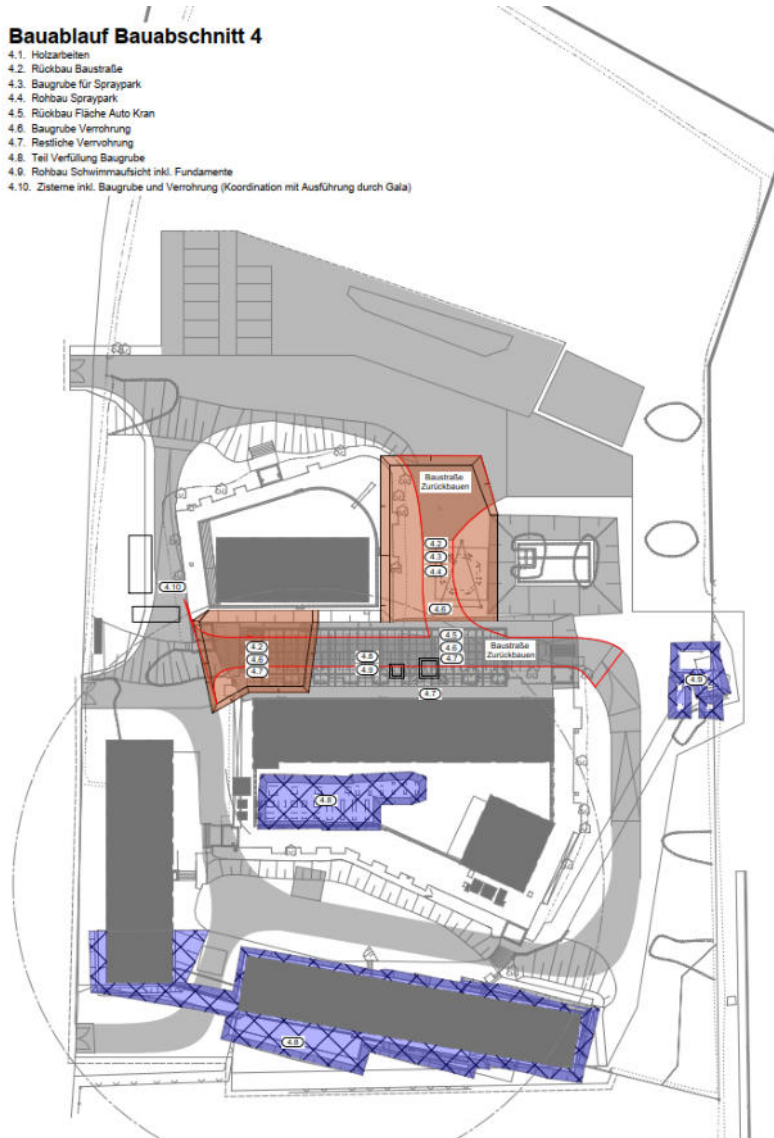 Bauablauf Bauabschnitt 4
4.1. Holzarbeiten
4.2. Rückbau Baustraße
4.3. Baugrube für Spraypark
4.4. Rohbau Spraypark
4.5. Rückbau Fläche Auto Kran
4.6. Baugrube Verrohrung
4.7. Restliche Verrvohrung
4.8. Teil Verfüllung Baugrube
4.9. Rohbau Schwimmaufsicht inkl. Fundamente
4.10. Zisterne inkl. Baugrube und Verrohrung (Koordination mit Ausführung durch Gala)
Baustraße
Zurückbauen
4.2
4.3
4.4
4.10
4.6
4.2
4.6
4.7
4.8
4.9
4.5
4.6
4.7
Baustraße
Zurückbauen
4.7
4.9
4.8
4.8